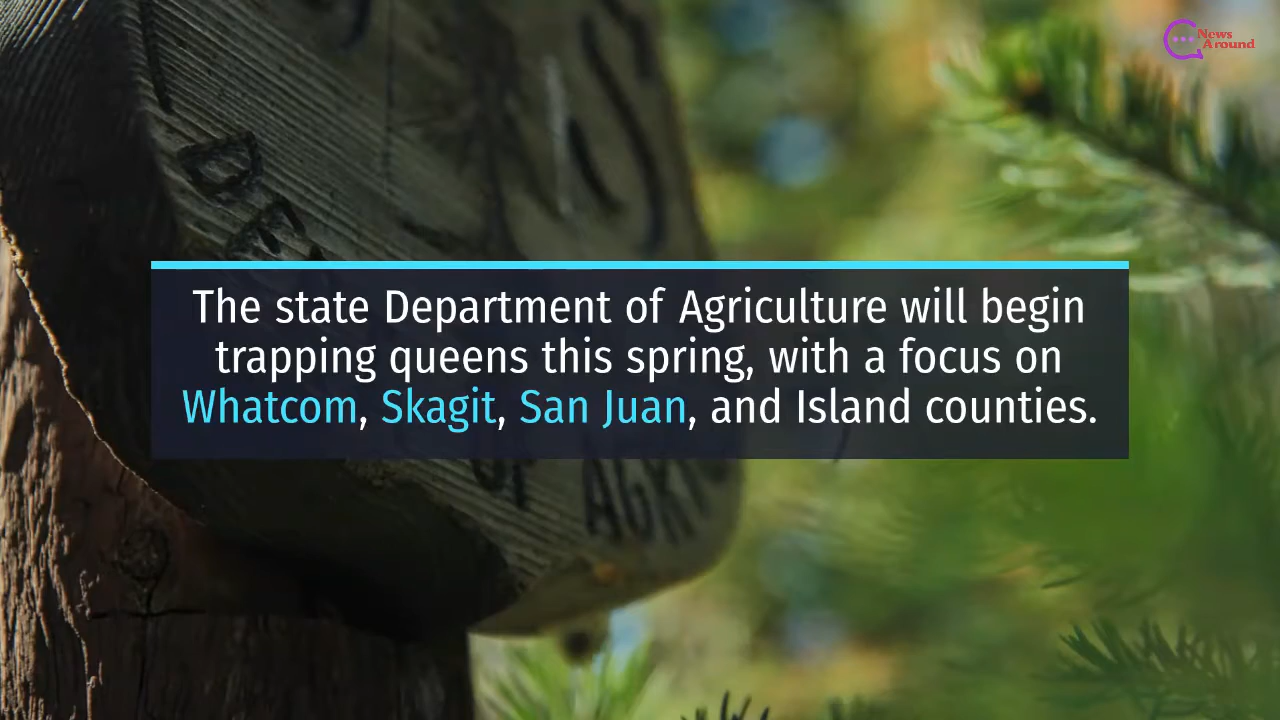 News
Around
The state Department of Agriculture will begin
trapping queens this spring, with a focus on
Whatcom, Skagit, San Juan, and Island counties.